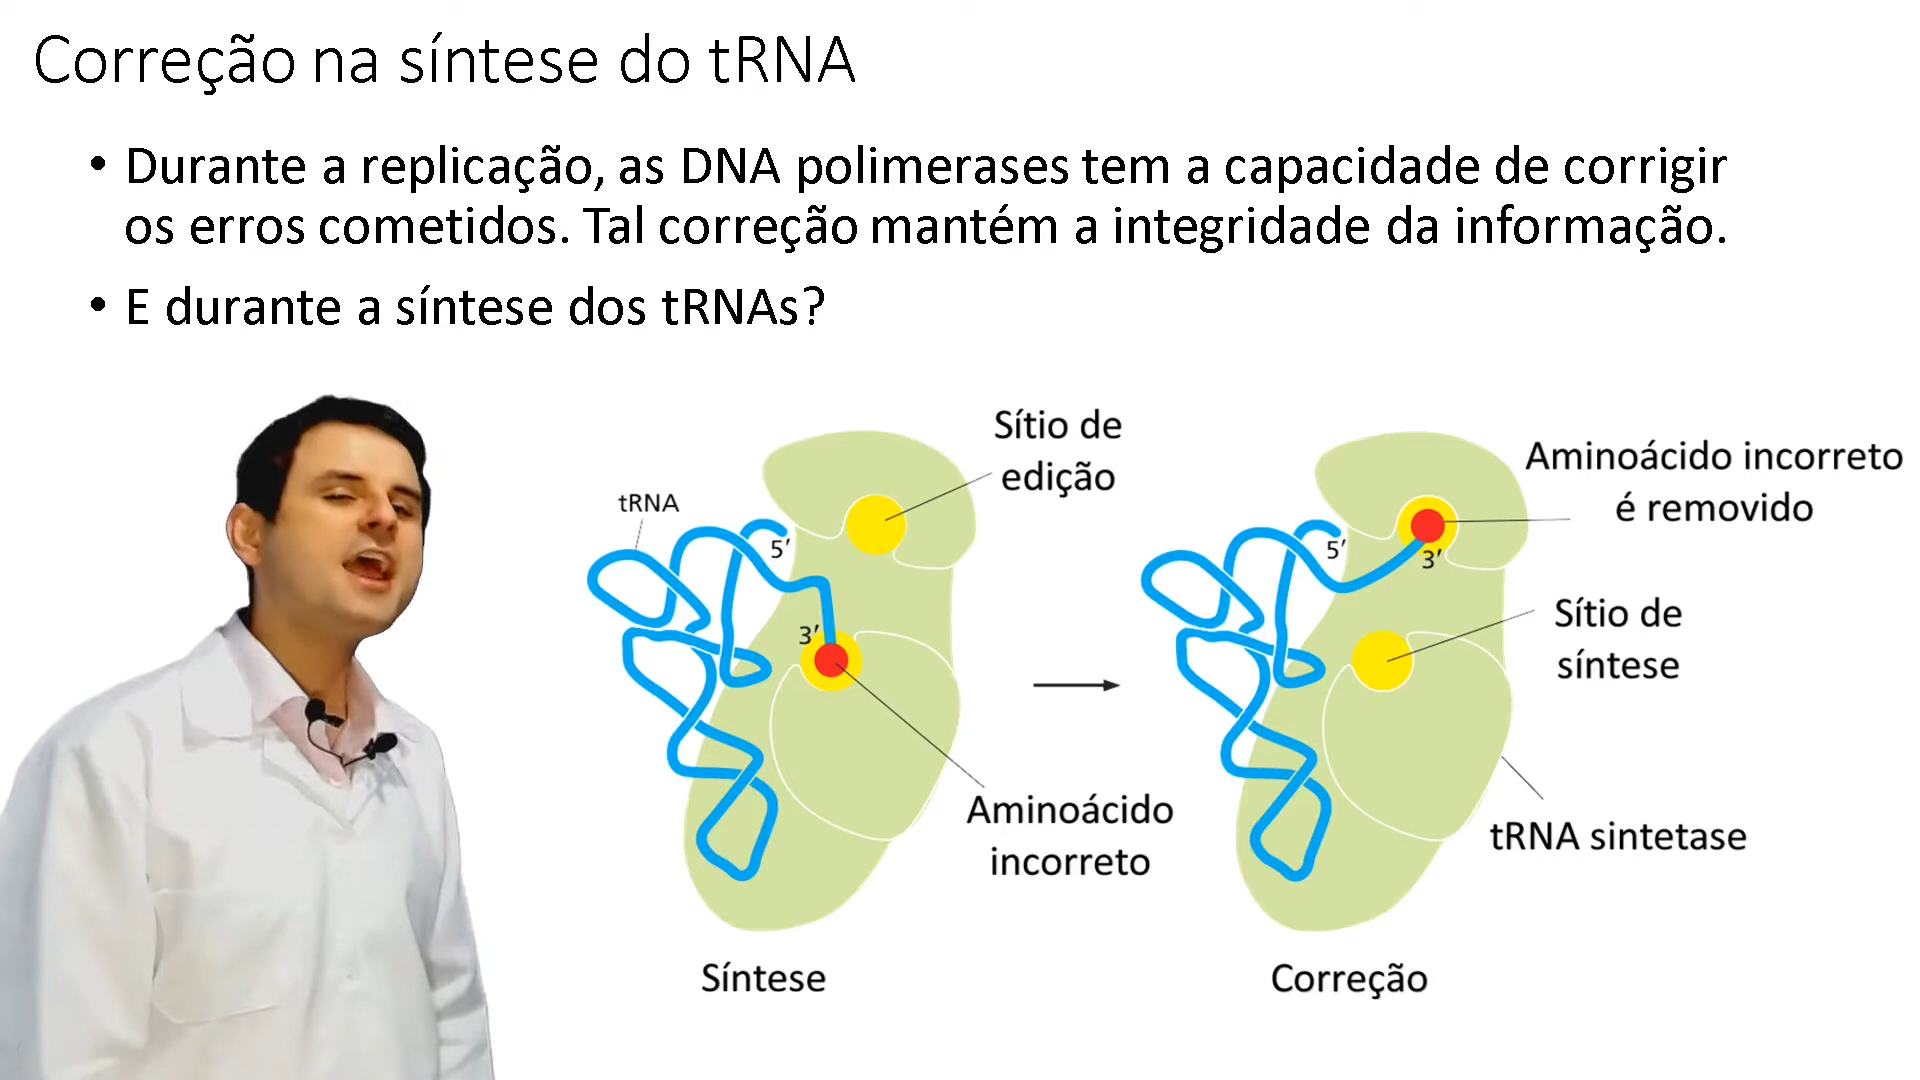 Correção na síntese do tRNA
• Durante a replicação, as DNA polimerases tem a capacidade de corrigir
os erros cometidos. Tal correção mantém a integridade da informação.
• E durante a síntese dos tRNAs?
Sítio de
edição
tRNA
5′
3′
Aminoácido
incorreto
Síntese
Aminoácido incorreto
é removido
5′
3′
Sítio de
síntese
tRNA sintetase
Correção